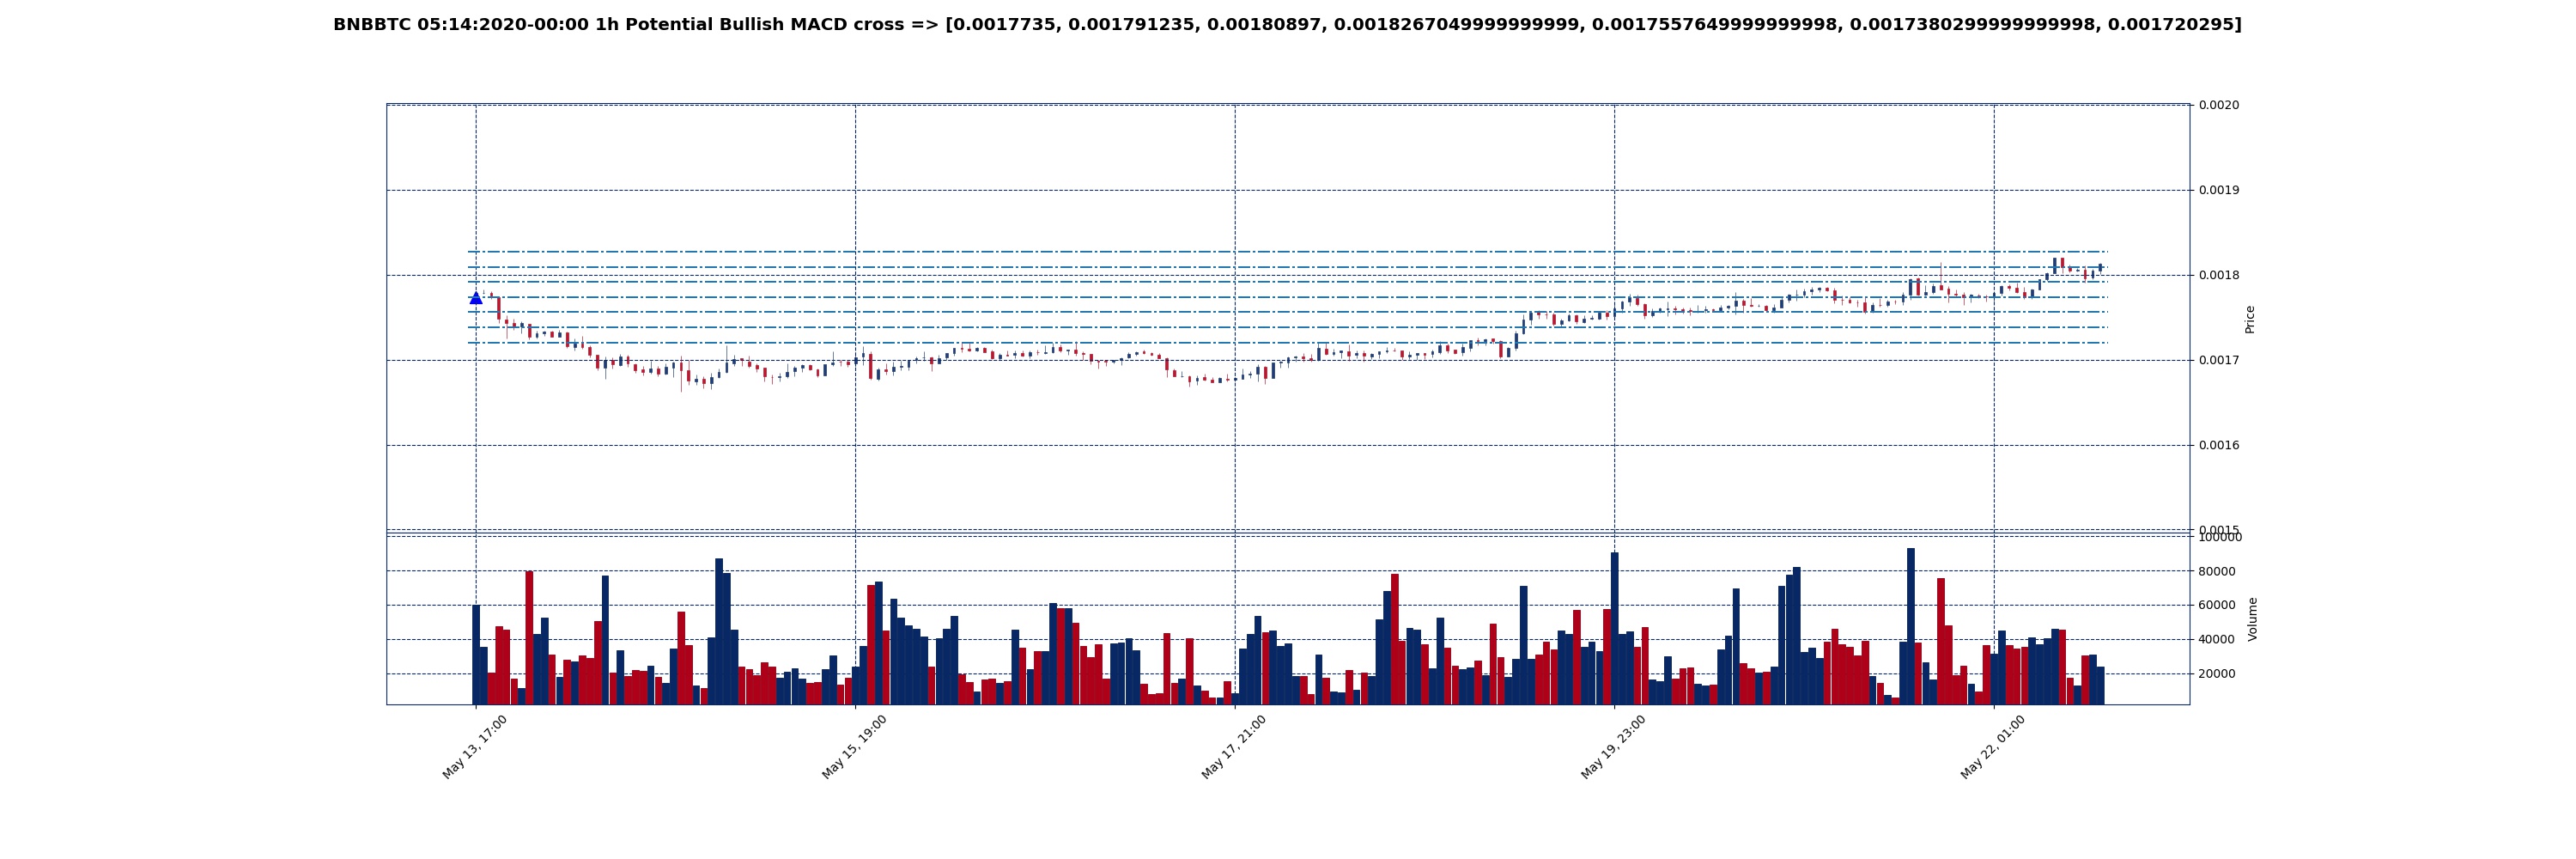 BNBBTC 05:14:2020-00:00 1h Potential Bullish MACD cross => [0.0017735, 0.001791235, 0.00180897, 0.0018267049999999999, 0.0017557649999999998, 0.0017380299999999998, 0.001720295]
0.0020
0.0019
0.0018
0.0017
0.0016
0.0015
Price
100000
80000
60000
40000
20000
Volume
May 13, 17:00
May 15, 19:00
May 17, 21:00
May 19, 23:00
May 22, 01:00